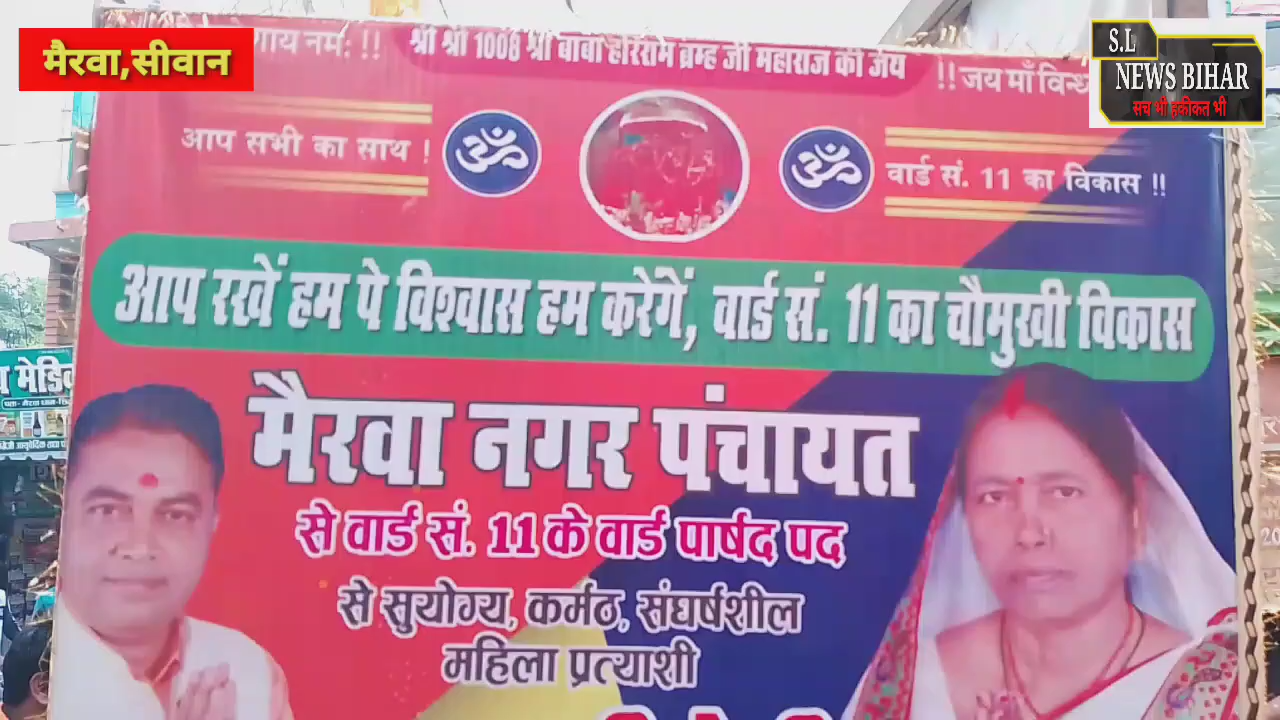 मैरवा,सीवान
S.L
NEWS BIHAR
सच भी हकीकत भी
नमः !!
श्री श्री 1008 श्री बाबा हरिराम ब्रम्ह जी महाराज की जय
!! जय माँ
आप सभी का साथ !
ॐ
ॐ
वार्ड सं. 11 का विकास !!
आप रखें हम पे विश्वास हम करेगें, वार्ड सं. 11 का चौमुखी विकास
मैरवा नगर पंचायत
से वार्ड सं. 11 के वार्ड पार्षद पद
से सुयोग्य, कर्मठ, संघर्षशील
महिला प्रत्याशी